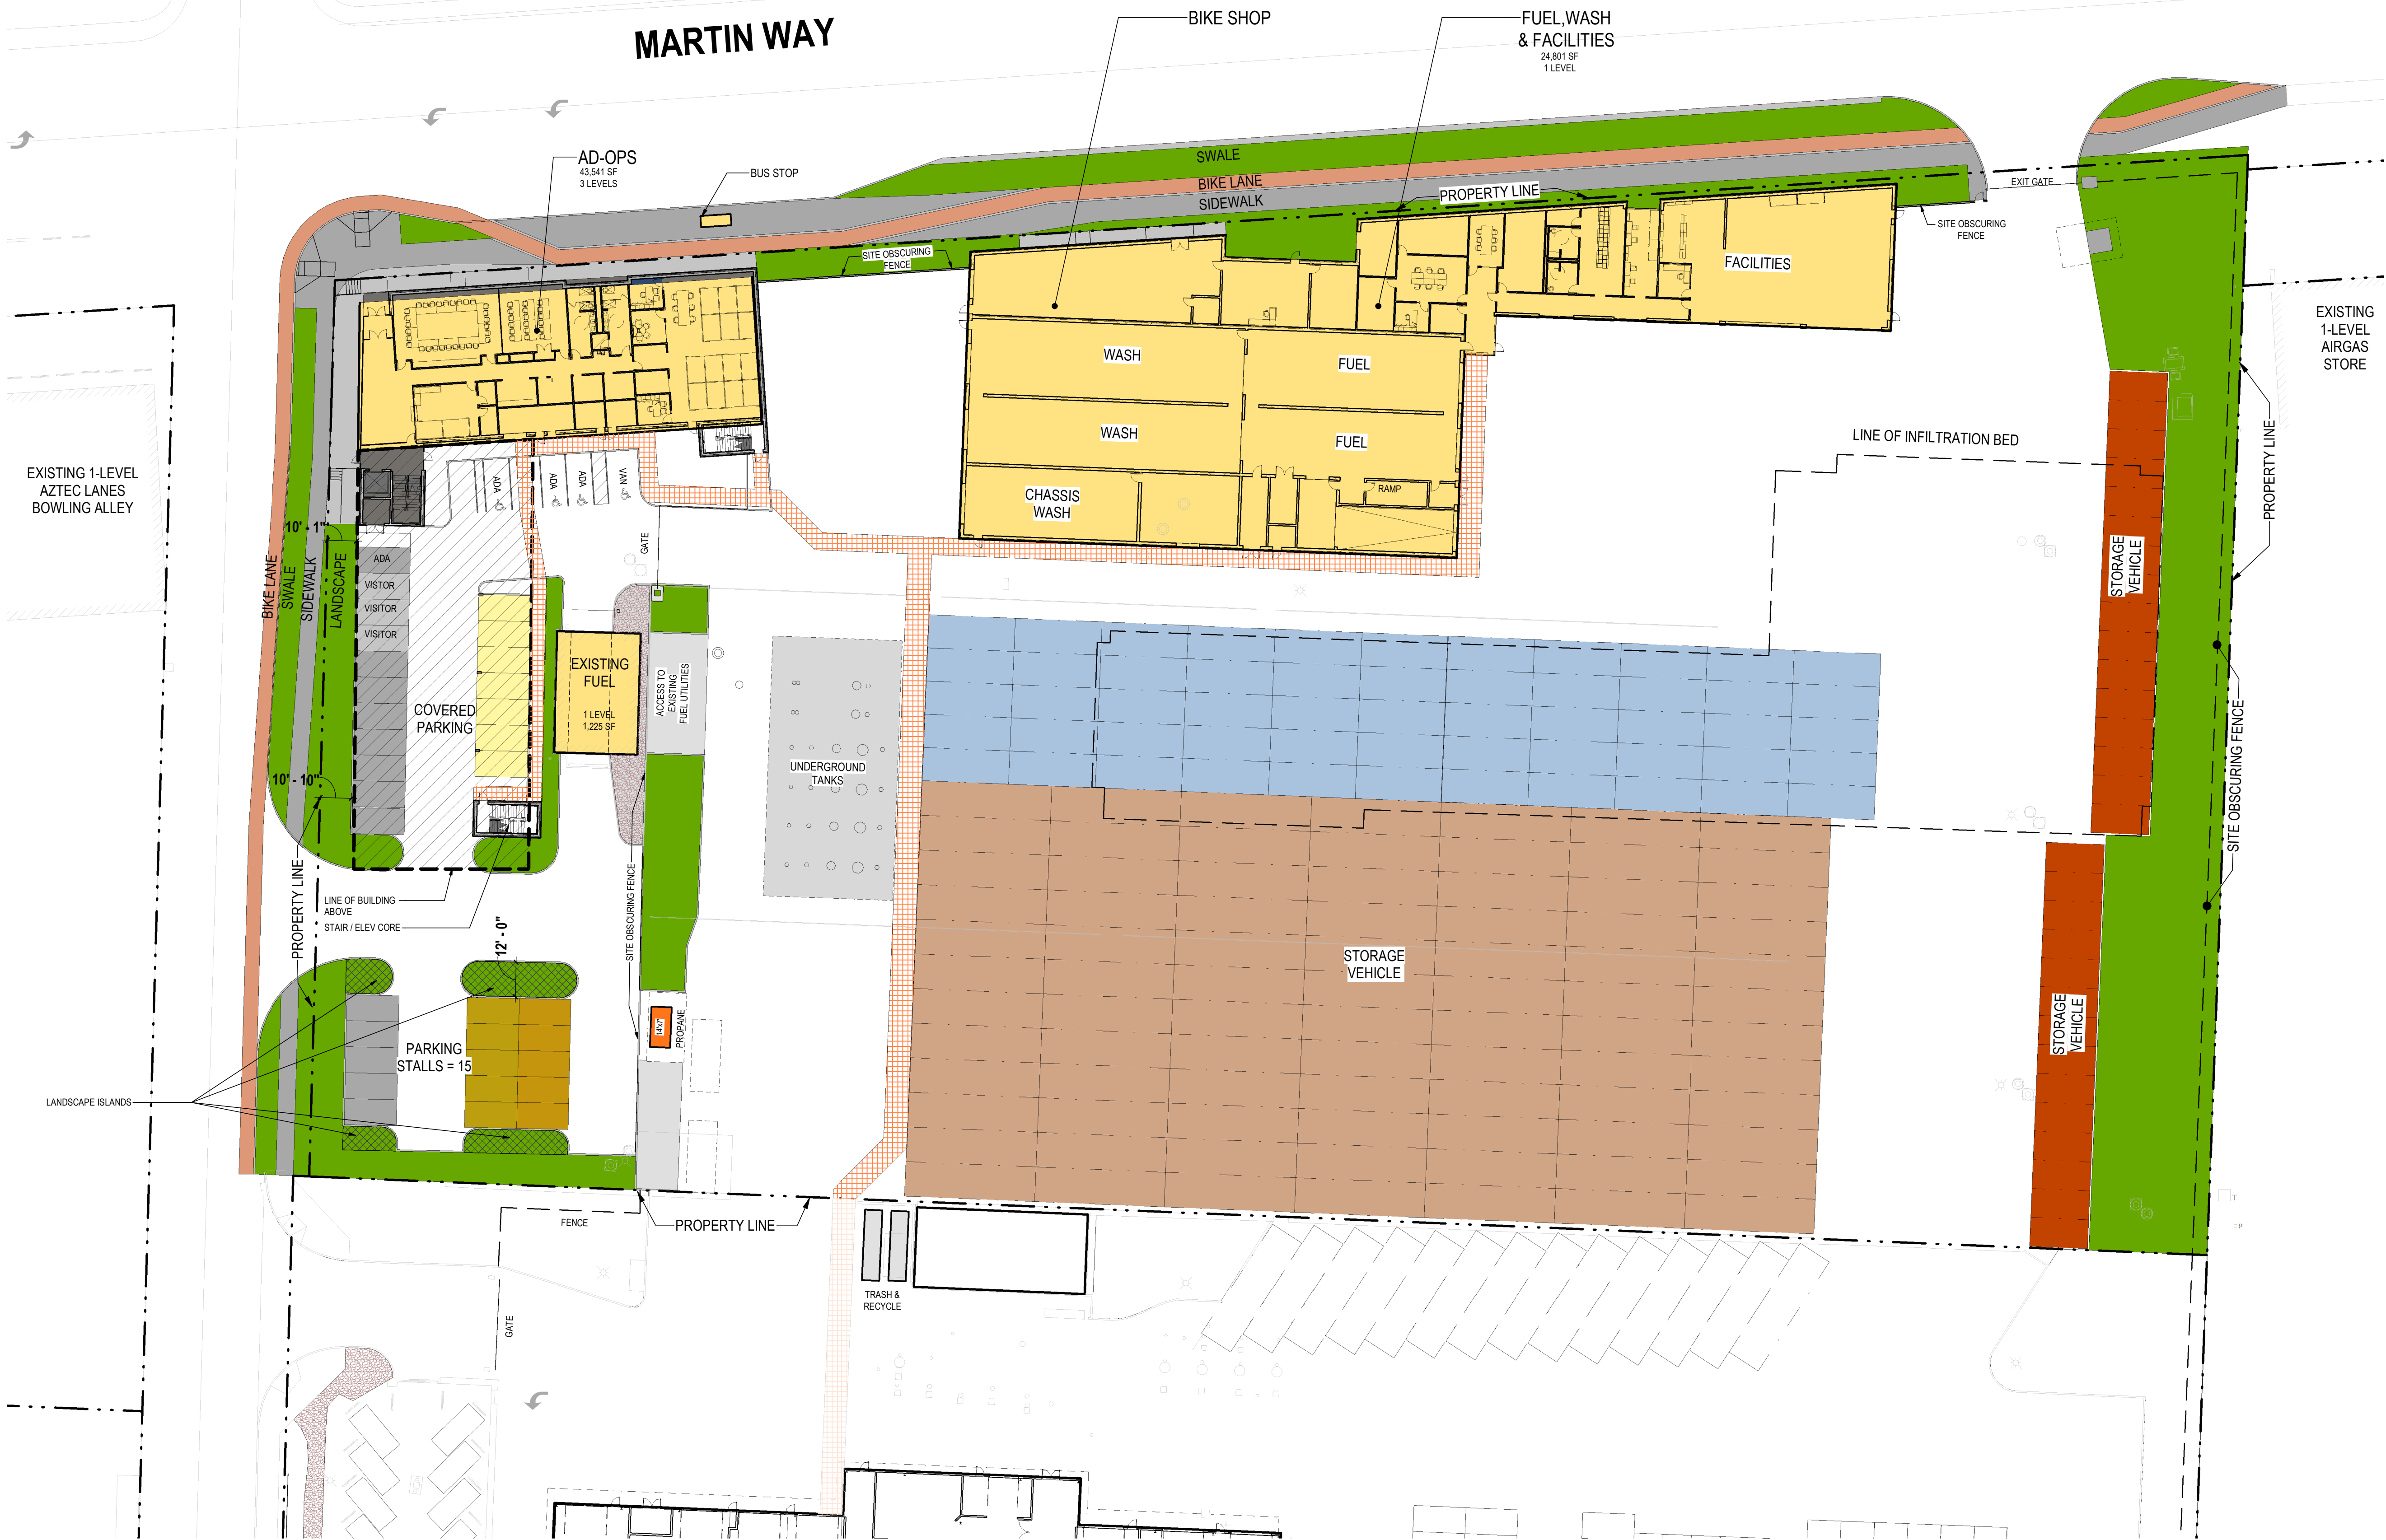 MARTIN WAY
BIKE SHOP
FUEL,WASH
& FACILITIES
24,801 SF
1 LEVEL
AD-OPS
43,541 SF
3 LEVELS
BUS STOP
SWALE
BIKE LANE
SIDEWALK
PROPERTY LINE
EXIT GATE
SITE OBSCURING
FENCE
SITE OBSCURING
FENCE
FACILITIES
EXISTING
1-LEVEL
AIRGAS
STORE
WASH
FUEL
WASH
FUEL
CHASSIS
WASH
RAMP
LINE OF INFILTRATION BED
PROPERTY LINE
EXISTING 1-LEVEL
AZTEC LANES
BOWLING ALLEY
ADA
ADA
ADA
VAN
GATE
10' - 1"
BIKE LANE
SWALE
SIDEWALK
LANDSCAPE
ADA
VISTOR
VISITOR
VISITOR
COVERED
PARKING
EXISTING
FUEL
1 LEVEL
1,225 SF
ACCESS TO
EXISTING
FUEL UTILITIES
UNDERGROUND
TANKS
STORAGE
VEHICLE
10' - 10"
PROPERTY LINE
LINE OF BUILDING
ABOVE
STAIR / ELEV CORE
12' - 0"
SITE OBSCURING FENCE
SITE OBSCURING FENCE
STORAGE
VEHICLE
STORAGE
VEHICLE
14'x7'
PROPANE
PARKING
STALLS = 15
LANDSCAPE ISLANDS
FENCE
PROPERTY LINE
GATE
TRASH &
RECYCLE
T
P